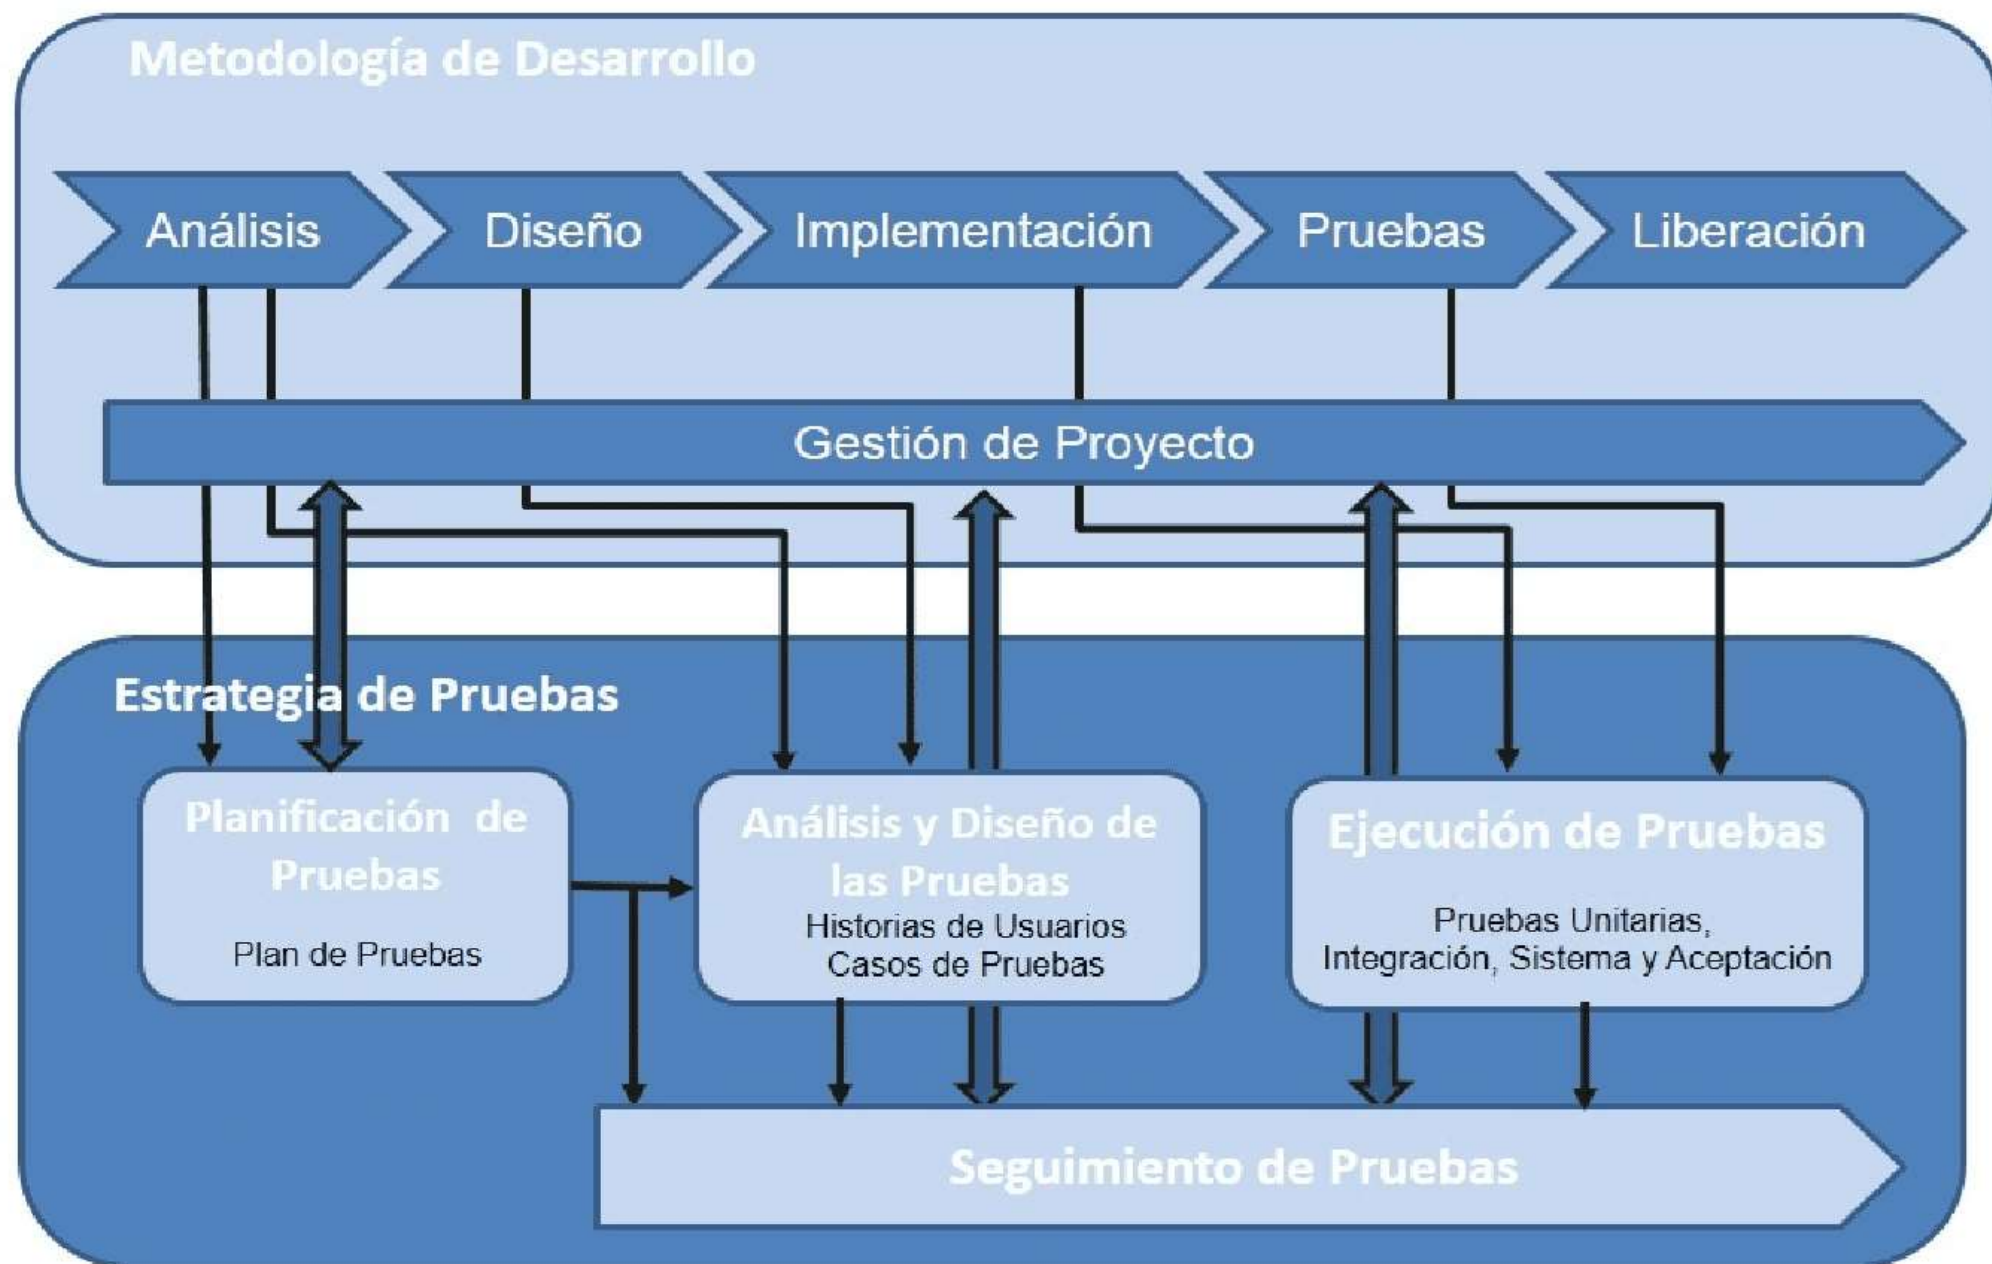 Metodología de Desarrollo
Análisis
Diseño
Implementación
Pruebas
Liberación
Gestión de Proyecto
Estrategia de Pruebas
Planificación de
Pruebas
Plan de Pruebas
Análisis y Diseño de
las Pruebas
Historias de Usuarios
Casos de Pruebas
Ejecución de Pruebas
Pruebas Unitarias,
Integración, Sistema y Aceptación
Seguimiento de Pruebas